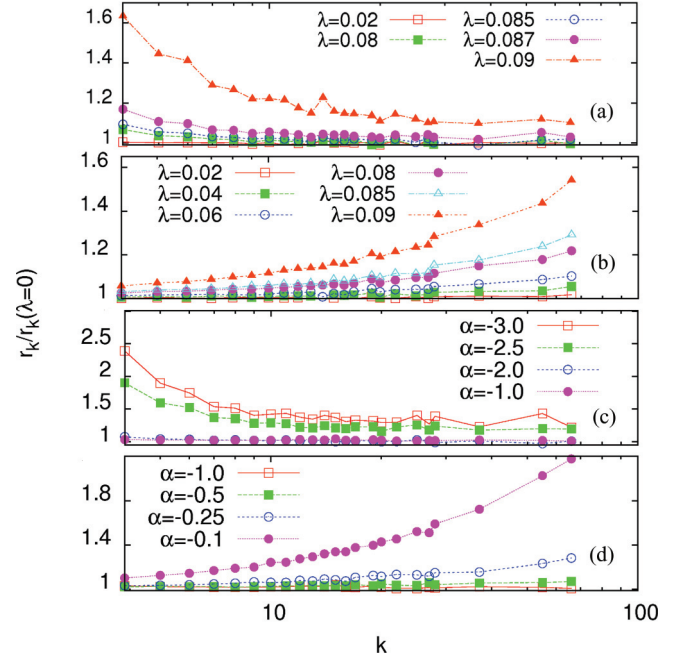 1.6
1.4
1.2
1
λ=0.02 λ=0.085
λ=0.08 λ=0.087
λ=0.09
(a)
1.6
1.4
1.2
1
λ=0.02 λ=0.08
λ=0.04 λ=0.085
λ=0.06 λ=0.09
(b)
r_k/r_k(λ=0)
2.5
2
1.5
1
α=-3.0
α=-2.5
α=-2.0
α=-1.0
(c)
1.8
1.4
1
α=-1.0
α=-0.5
α=-0.25
α=-0.1
(d)
10 100
k